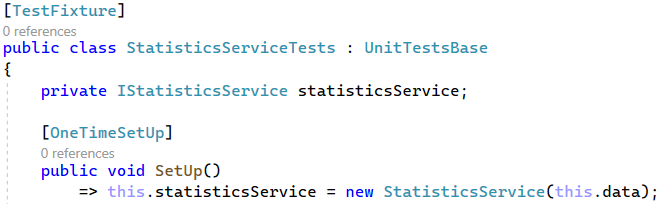 [TestFixture]
0 references
public class StatisticsServiceTests : UnitTestsBase
{
private IStatisticsService statisticsService;
[OneTimeSetUp]
0 references
public void SetUp()
=> this.statisticsService = new StatisticsService(this.data);